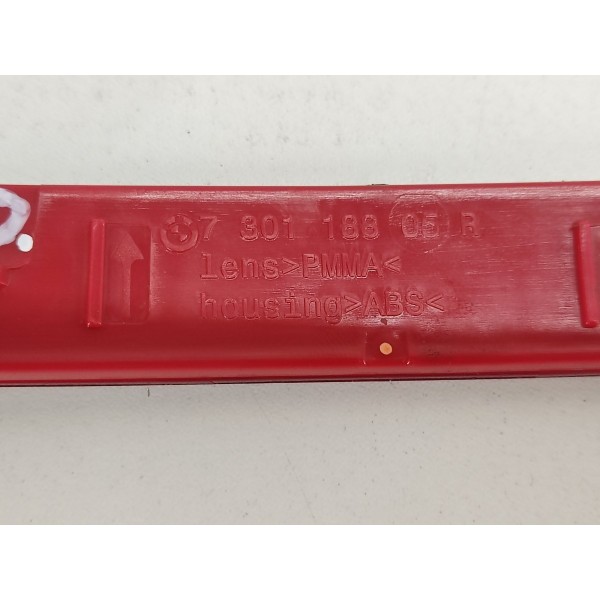 7 301 188 05 R
lens>PMMA<
housing>ABS<